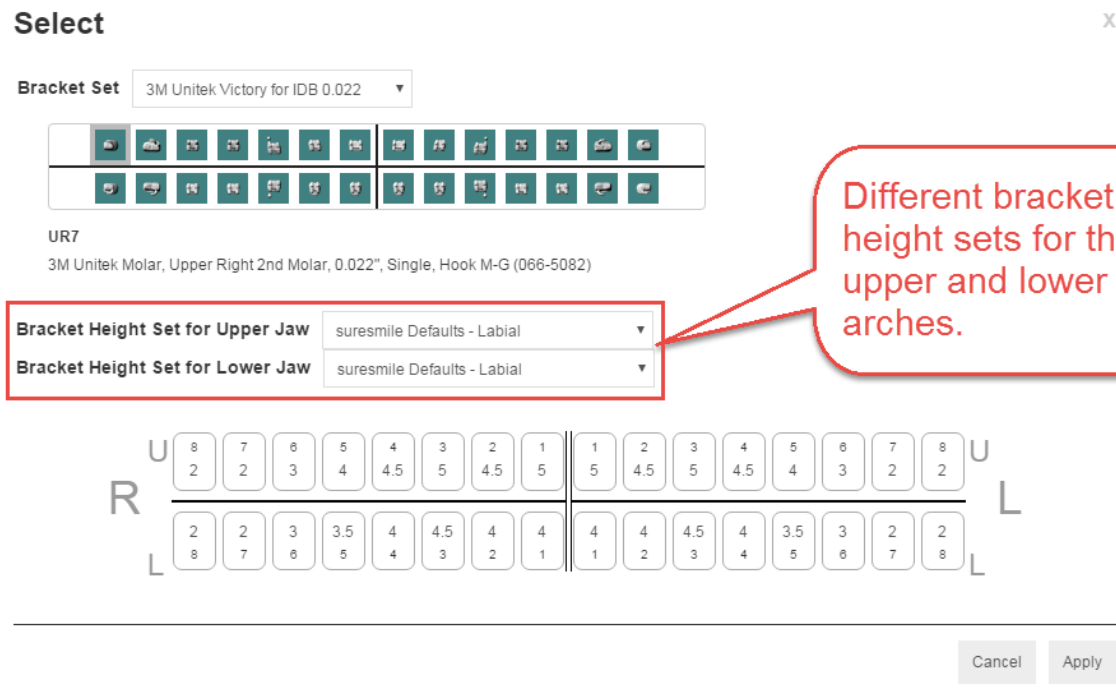 Select
X
Bracket Set 3M Unitek Victory for IDB 0.022
UR7
3M Unitek Molar, Upper Right 2nd Molar, 0.022", Single, Hook M-G (066-5082)
Bracket Height Set for Upper Jaw suresmile Defaults - Labial
Bracket Height Set for Lower Jaw suresmile Defaults - Labial
Different bracket
height sets for th
upper and lower
arches.
U 8 7 6 5 4 3 2 1 1 2 3 4 5 6 7 8 U
2 2 3 4 4.5 5 4.5 5 5 4.5 5 4.5 4 3 2 2
R L
2 2 3 3.5 4 4.5 4 4 4 4 4.5 4 3.5 3 2 2
L 8 7 6 5 4 3 2 1 1 2 3 4 5 6 7 8 L
Cancel Apply